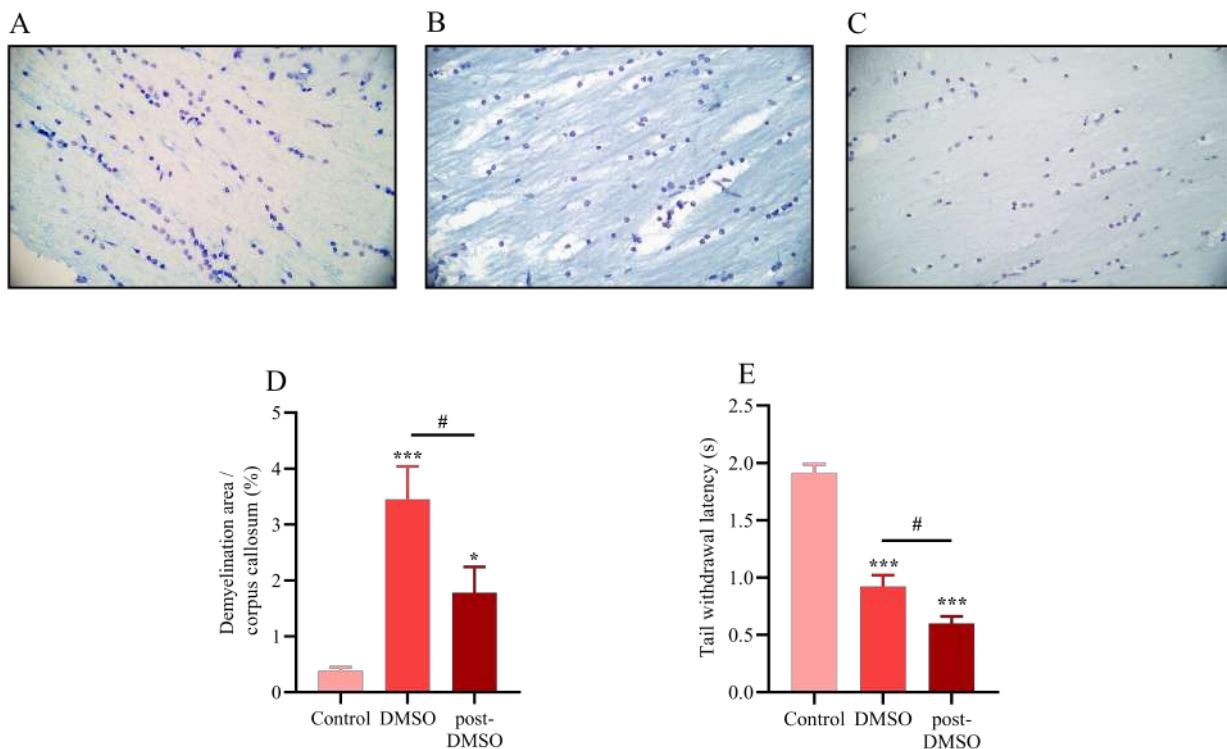 A
B
C
D
Demyelination area /
corpus callosum (%)
5
4
3
2
1
0
#
***
*
Control
DMSO
post-
DMSO
E
Tail withdrawal latency (s)
2.5
2.0
1.5
1.0
0.5
0.0
#
***
***
Control
DMSO
post-
DMSO